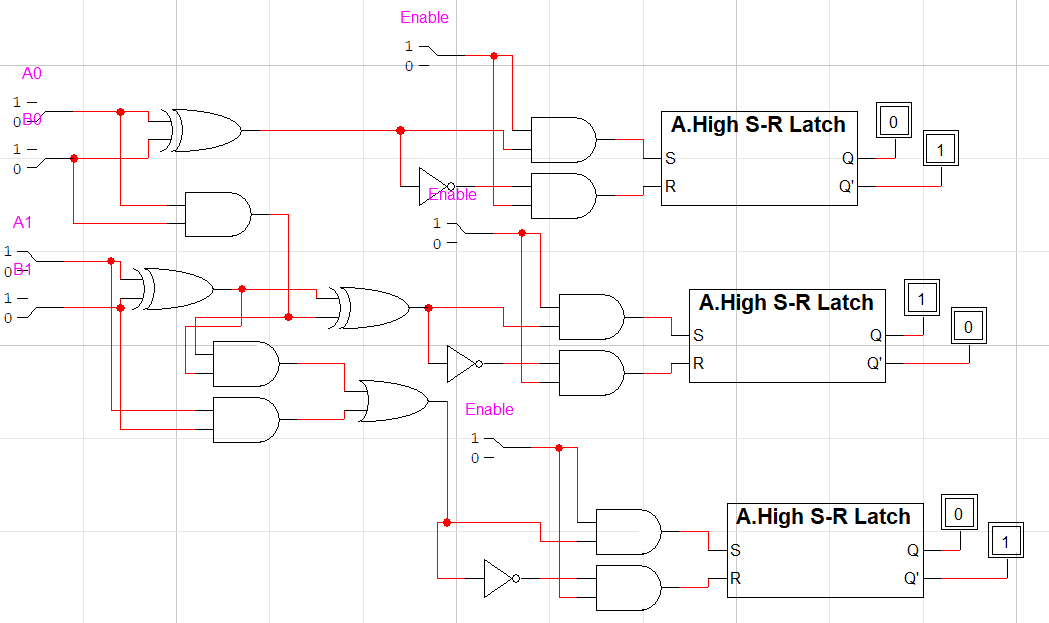 Enable
1
0
A0
1
0
B0
1
0
A.High S-R Latch
S
R
Q
Q'
0
1
Enable
1
0
A1
1
0
B1
1
0
A.High S-R Latch
S
R
Q
Q'
1
0
Enable
1
0
A.High S-R Latch
S
R
Q
Q'
0
1